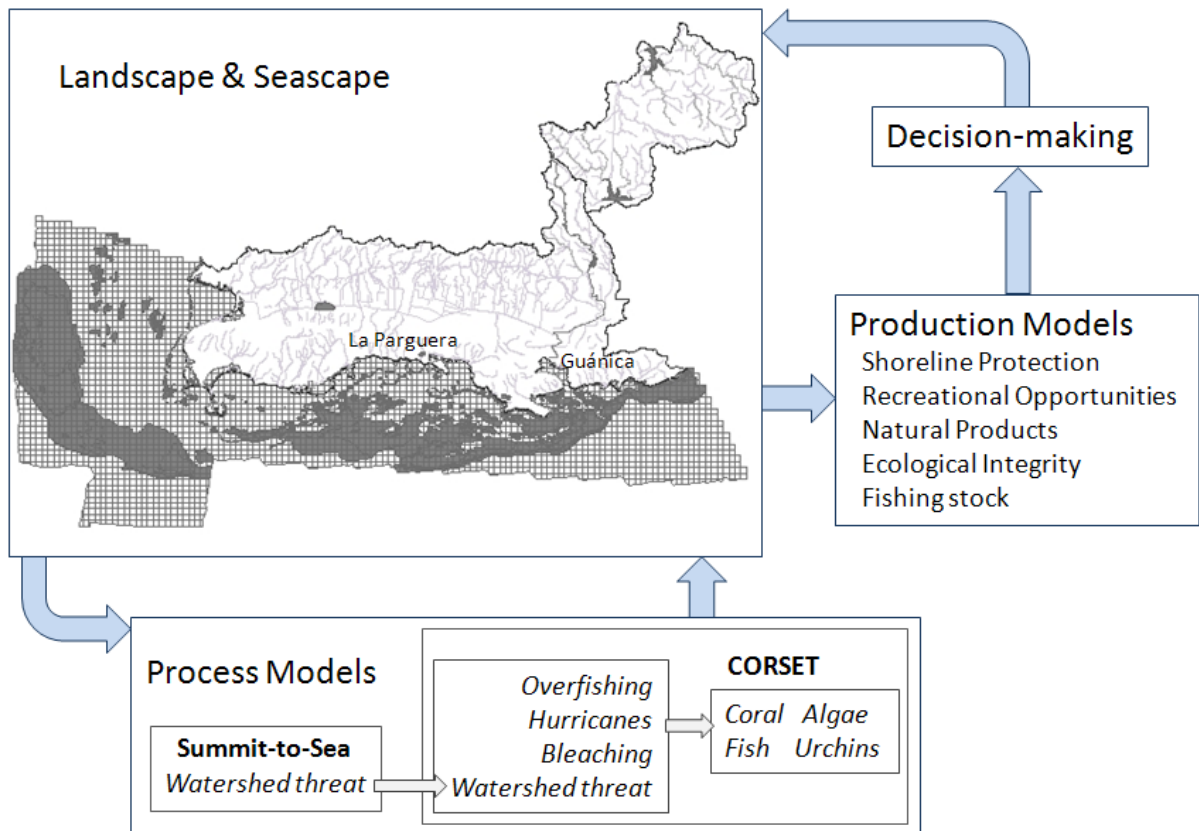 Landscape & Seascape
La Parguera
Guánica
Decision-making
Production Models
Shoreline Protection
Recreational Opportunities
Natural Products
Ecological Integrity
Fishing stock
Process Models
Summit-to-Sea
Watershed threat
Overfishing
Hurricanes
Bleaching
Watershed threat
CORSET
Coral Algae
Fish Urchins